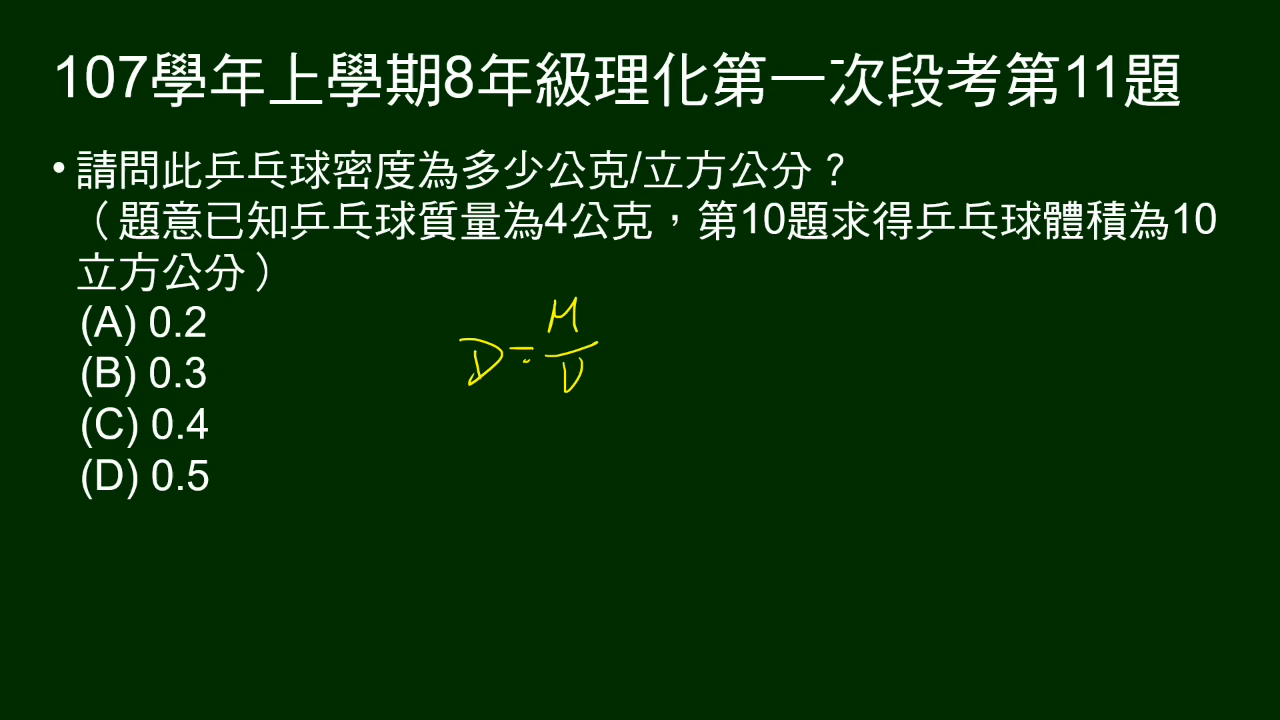 107學年上學期8年級理化第一次段考第11題
• 請問此乒乓球密度為多少公克/立方公分？
（題意已知乒乓球質量為4公克，第10題求得乒乓球體積為10
立方公分）
(A) 0.2
(B) 0.3
(C) 0.4
(D) 0.5
D = M/V